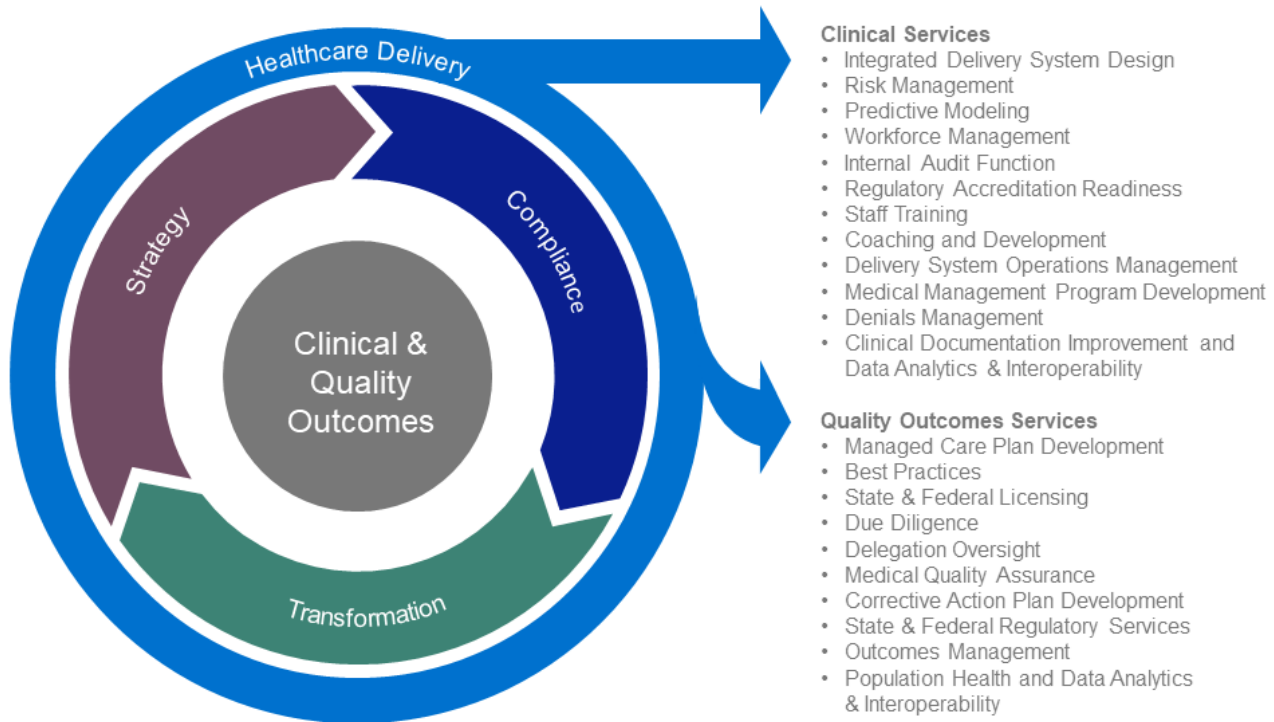 Healthcare Delivery
Strategy
Compliance
Transformation
Clinical &
Quality
Outcomes
Clinical Services
• Integrated Delivery System Design
• Risk Management
• Predictive Modeling
• Workforce Management
• Internal Audit Function
• Regulatory Accreditation Readiness
• Staff Training
• Coaching and Development
• Delivery System Operations Management
• Medical Management Program Development
• Denials Management
• Clinical Documentation Improvement and
Data Analytics & Interoperability
Quality Outcomes Services
• Managed Care Plan Development
• Best Practices
• State & Federal Licensing
• Due Diligence
• Delegation Oversight
• Medical Quality Assurance
• Corrective Action Plan Development
• State & Federal Regulatory Services
• Outcomes Management
• Population Health and Data Analytics
& Interoperability